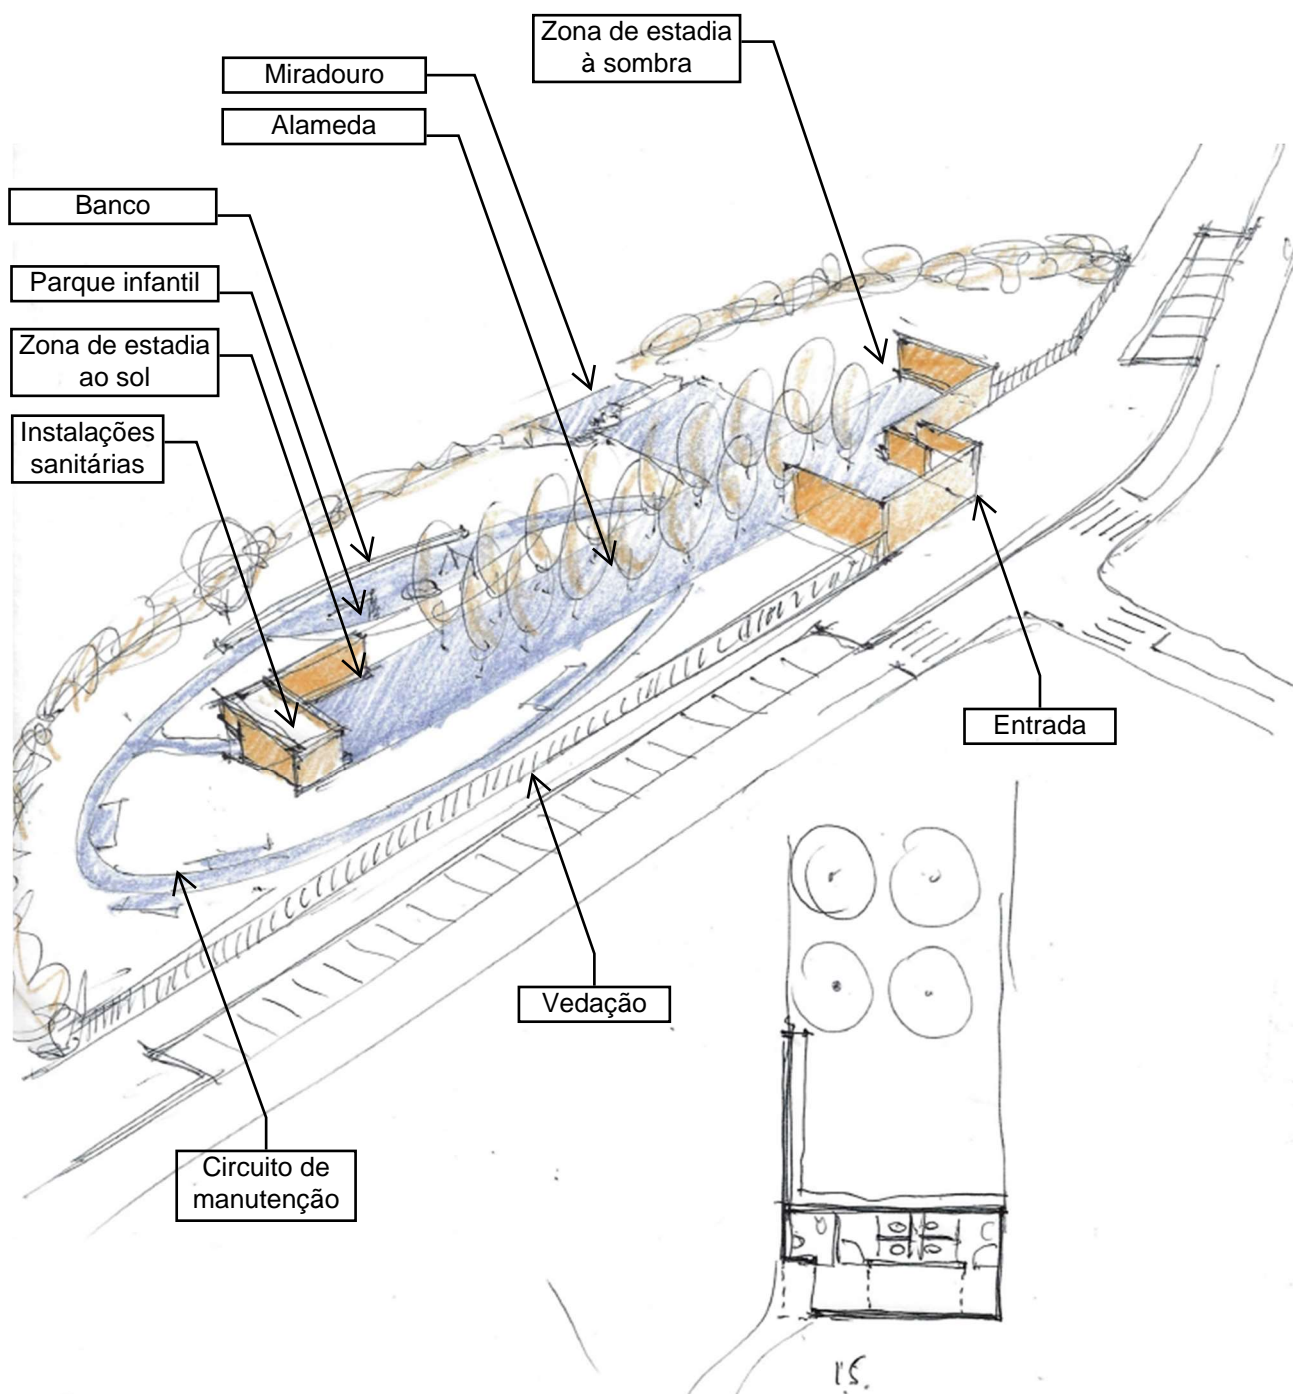 Zona de estadia
à sombra
Miradouro
Alameda
Banco
Parque infantil
Zona de estadia
ao sol
Instalações
sanitárias
Entrada
Vedação
Circuito de
manutenção
I.S.